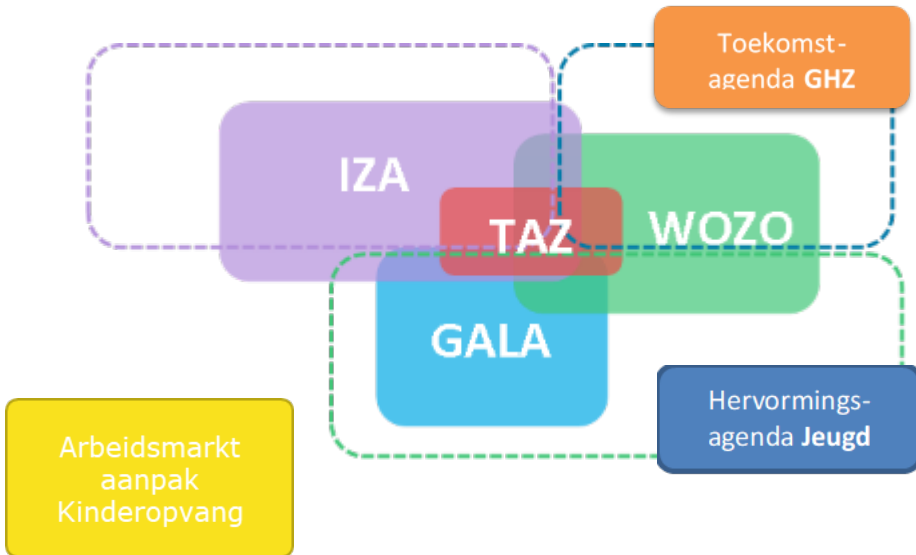 Toekomst-
agenda GHZ
IZA
TAZ
WOZO
GALA
Hervormings-
agenda Jeugd
Arbeidsmarkt
aanpak
Kinderopvang